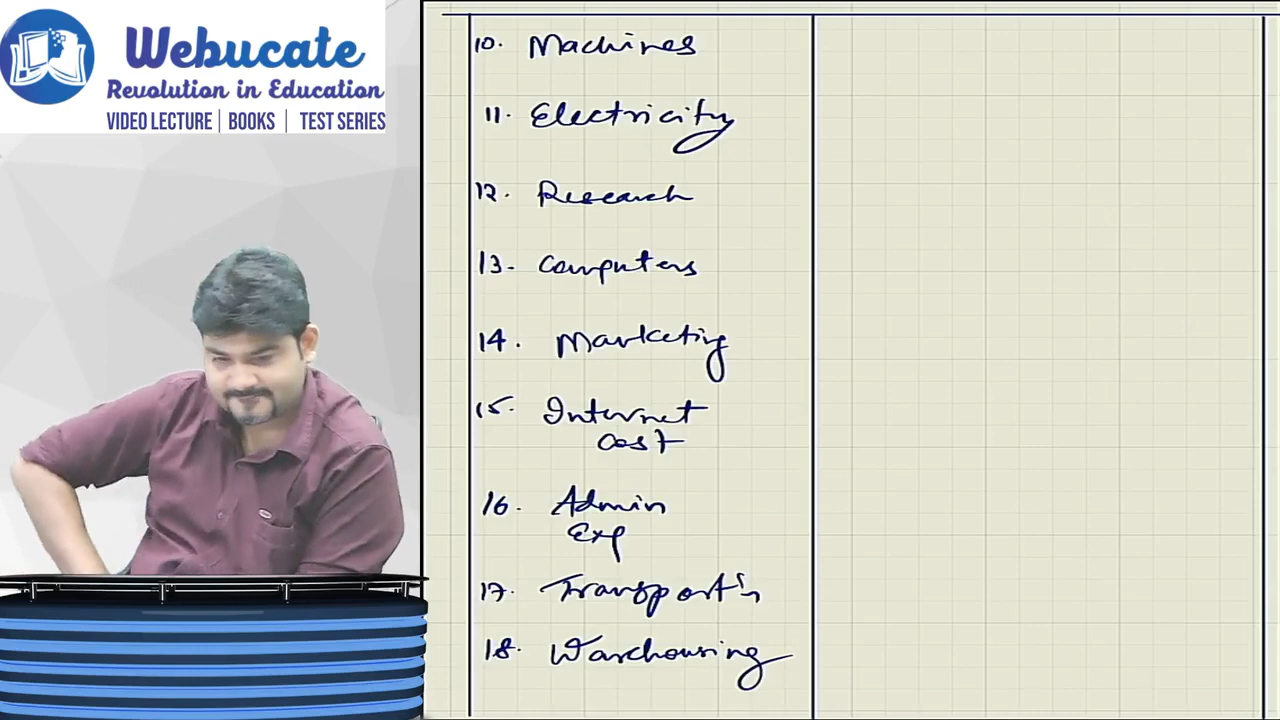 Webucate
Revolution in Education
VIDEO LECTURE | BOOKS | TEST SERIES
10. Machines
11. Electricity
12. Research
13. Computers
14. Marketing
15. Internet
Cost
16. Admin
Exp
17. Transport'n
18. Warehousing